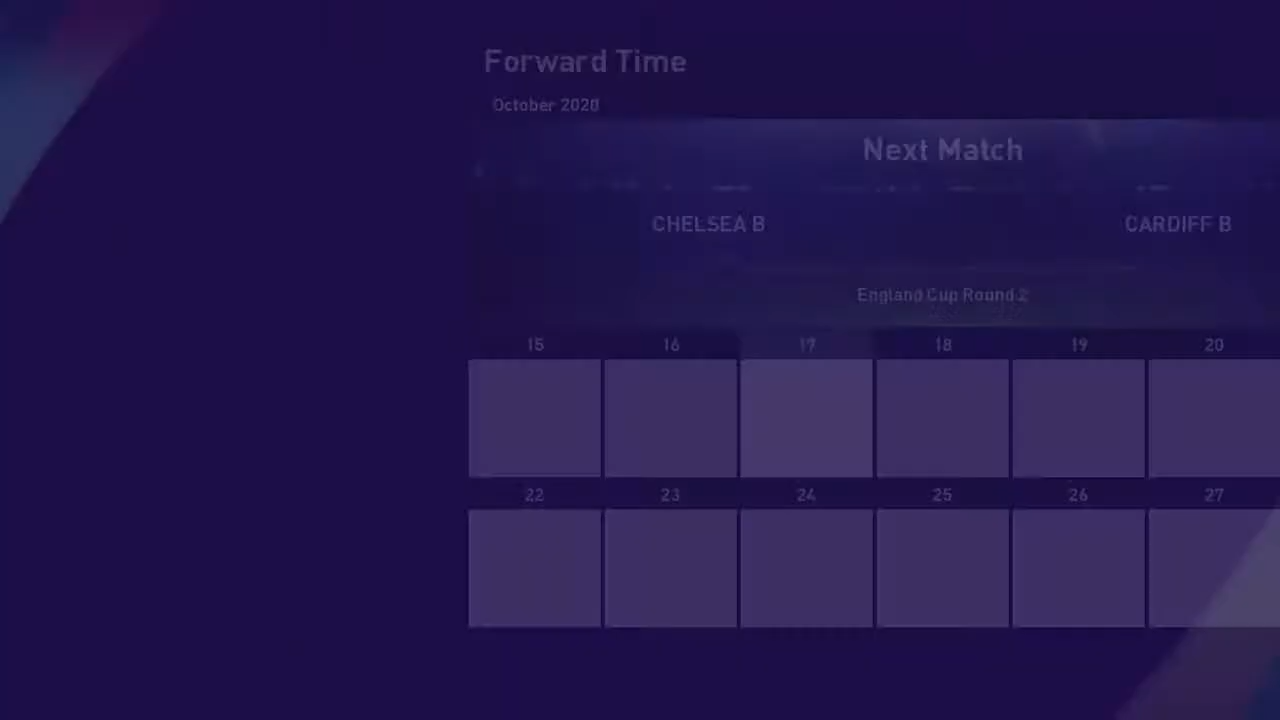 Forward Time
October 2020
Next Match
CHELSEA B
CARDIFF B
England Cup Round 2
15 16 17 18 19 20
22 23 24 25 26 27